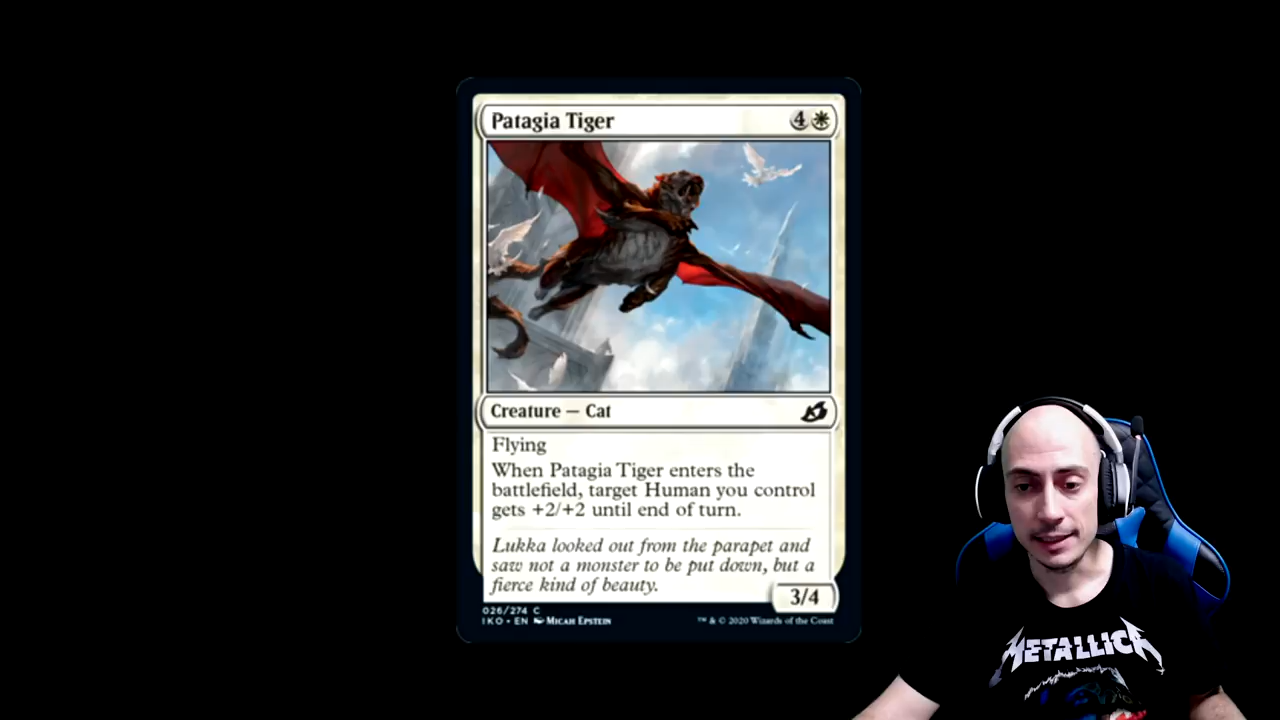 Patagia Tiger 4
Creature — Cat
Flying
When Patagia Tiger enters the
battlefield, target Human you control
gets +2/+2 until end of turn.
Lukka looked out from the parapet and
saw not a monster to be put down, but a
fierce kind of beauty.
3/4
026/274 C
IKO • EN Micah Epstein
™ & © 2020 Wizards of the Coast
METALLICA